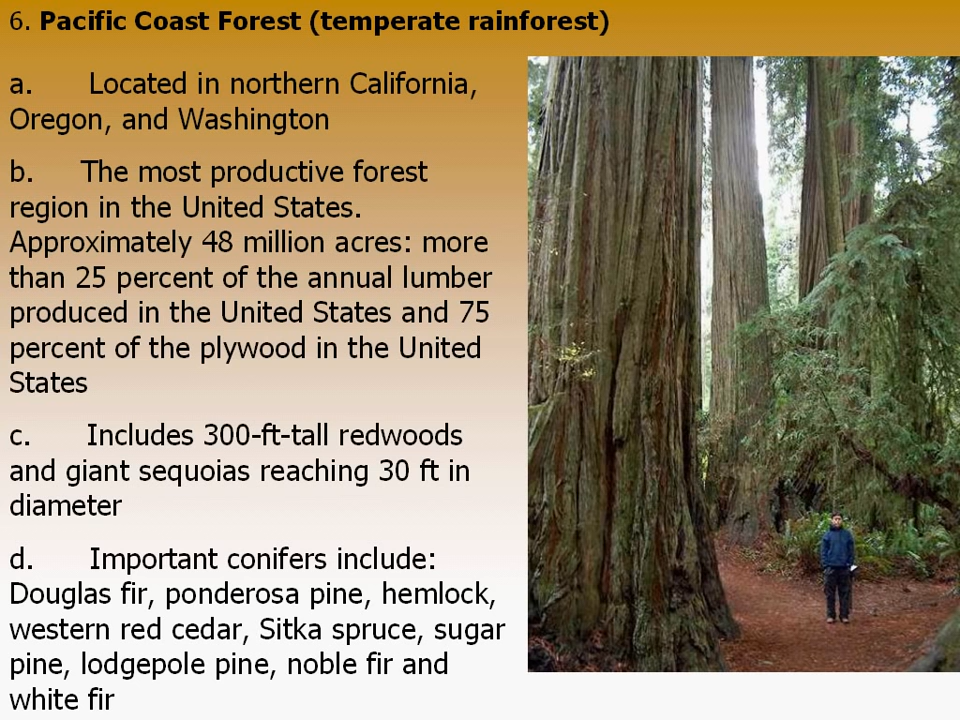 6. Pacific Coast Forest (temperate rainforest)
a. Located in northern California,
Oregon, and Washington
b. The most productive forest
region in the United States.
Approximately 48 million acres: more
than 25 percent of the annual lumber
produced in the United States and 75
percent of the plywood in the United
States
c. Includes 300-ft-tall redwoods
and giant sequoias reaching 30 ft in
diameter
d. Important conifers include:
Douglas fir, ponderosa pine, hemlock,
western red cedar, Sitka spruce, sugar
pine, lodgepole pine, noble fir and
white fir